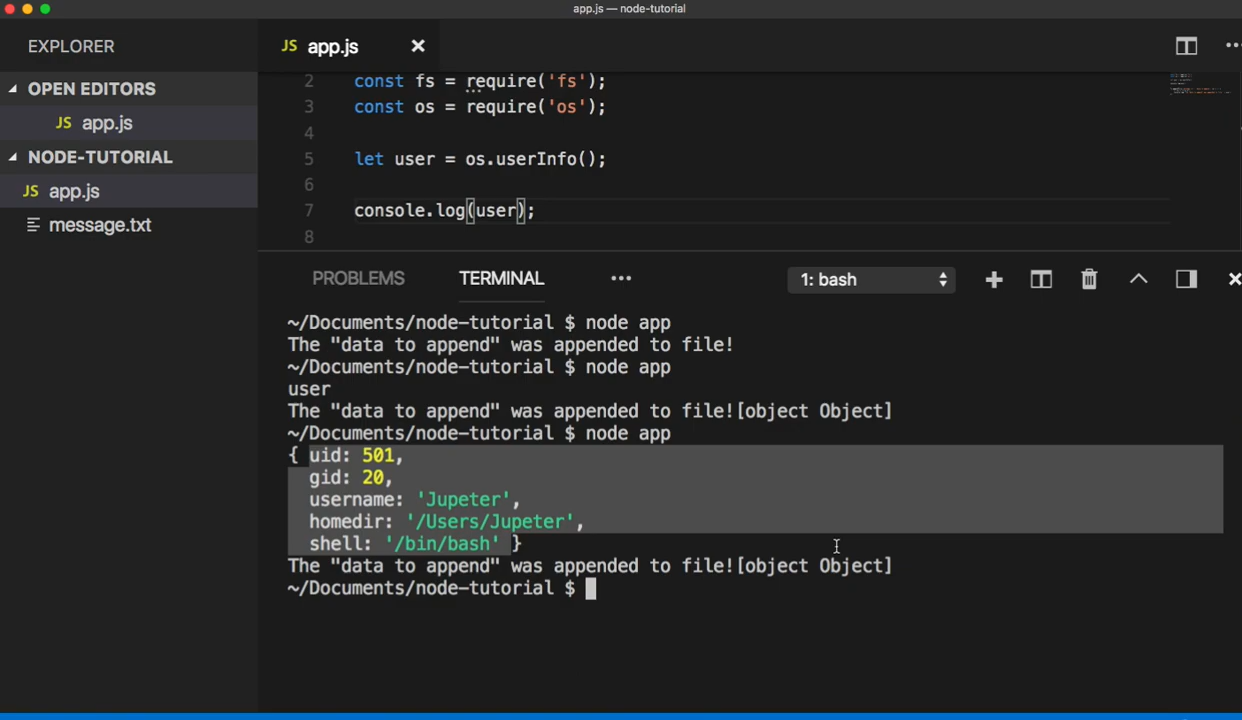 app.js — node-tutorial
EXPLORER
OPEN EDITORS
JS app.js
NODE-TUTORIAL
JS app.js
message.txt
JS app.js
2 const fs = require('fs');
3 const os = require('os');
4
5 let user = os.userInfo();
6
7 console.log(user);
8
PROBLEMS TERMINAL ••• 1: bash
~/Documents/node-tutorial $ node app
The "data to append" was appended to file!
~/Documents/node-tutorial $ node app
user
The "data to append" was appended to file![object Object]
~/Documents/node-tutorial $ node app
{ uid: 501,
gid: 20,
username: 'Jupeter',
homedir: '/Users/Jupeter',
shell: '/bin/bash' }
The "data to append" was appended to file![object Object]
~/Documents/node-tutorial $